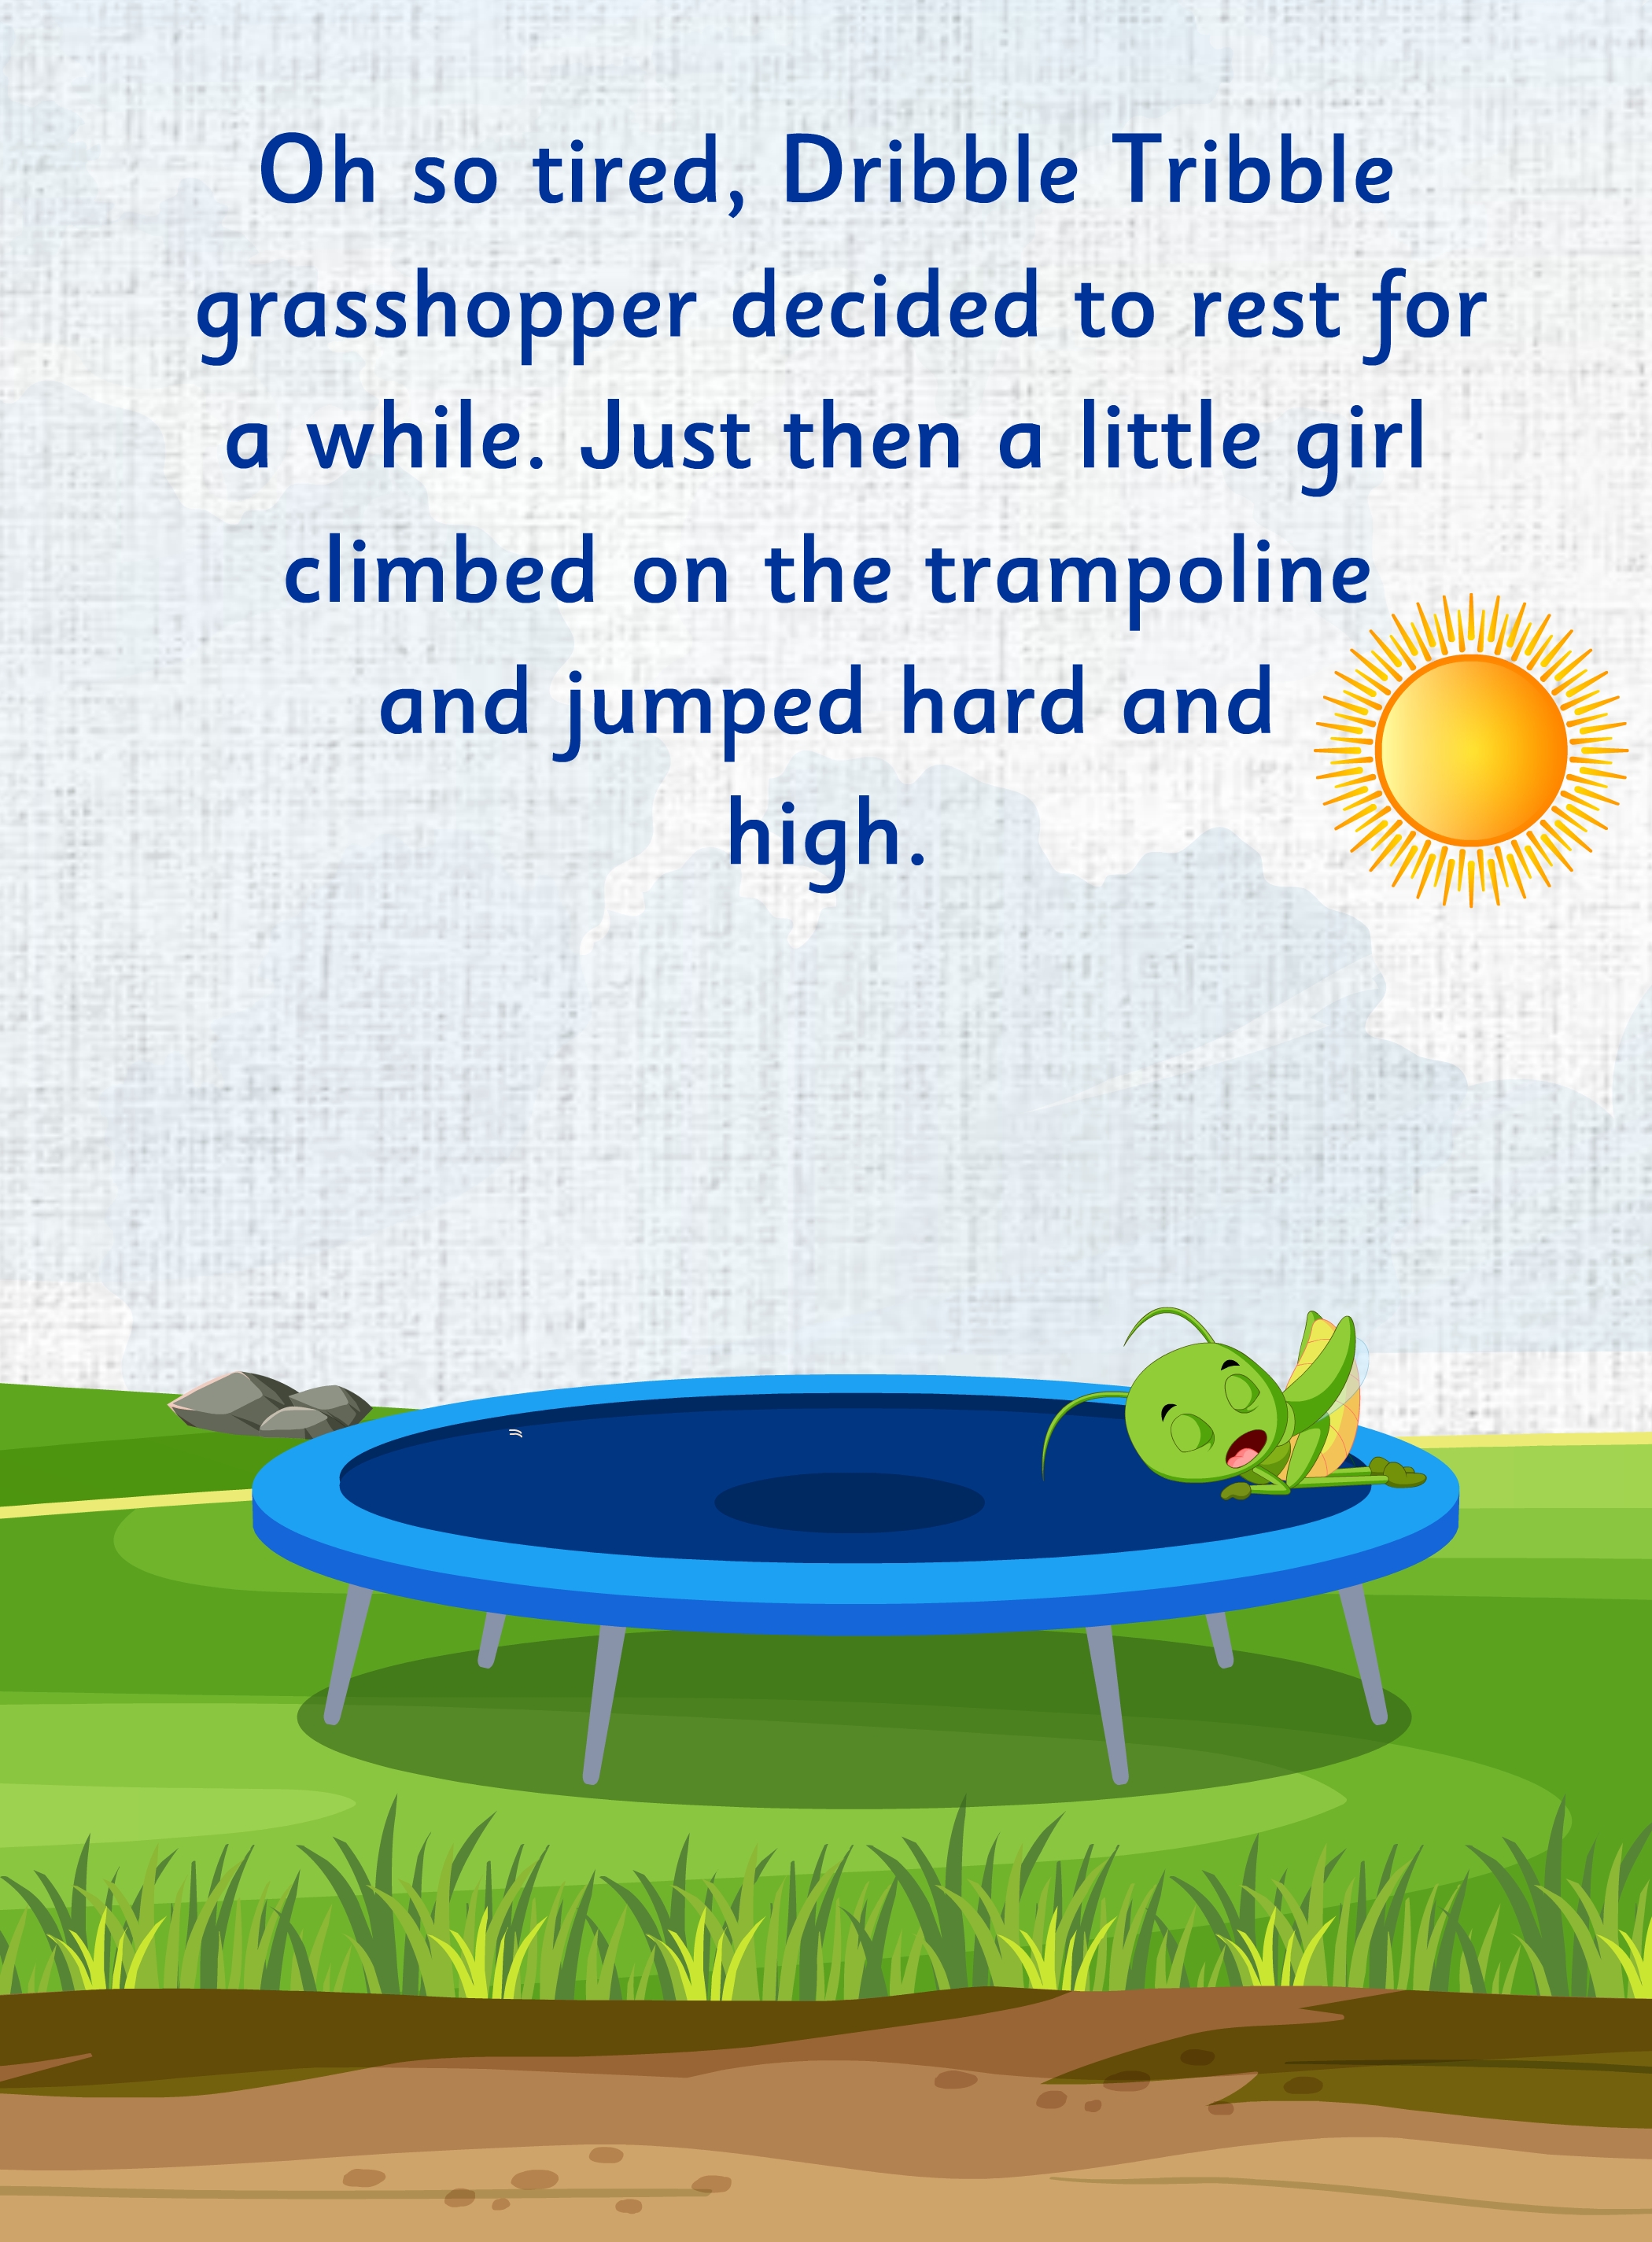 Oh so tired, Dribble Tribble
grasshopper decided to rest for
a while. Just then a little girl
climbed on the trampoline
and jumped hard and
high.